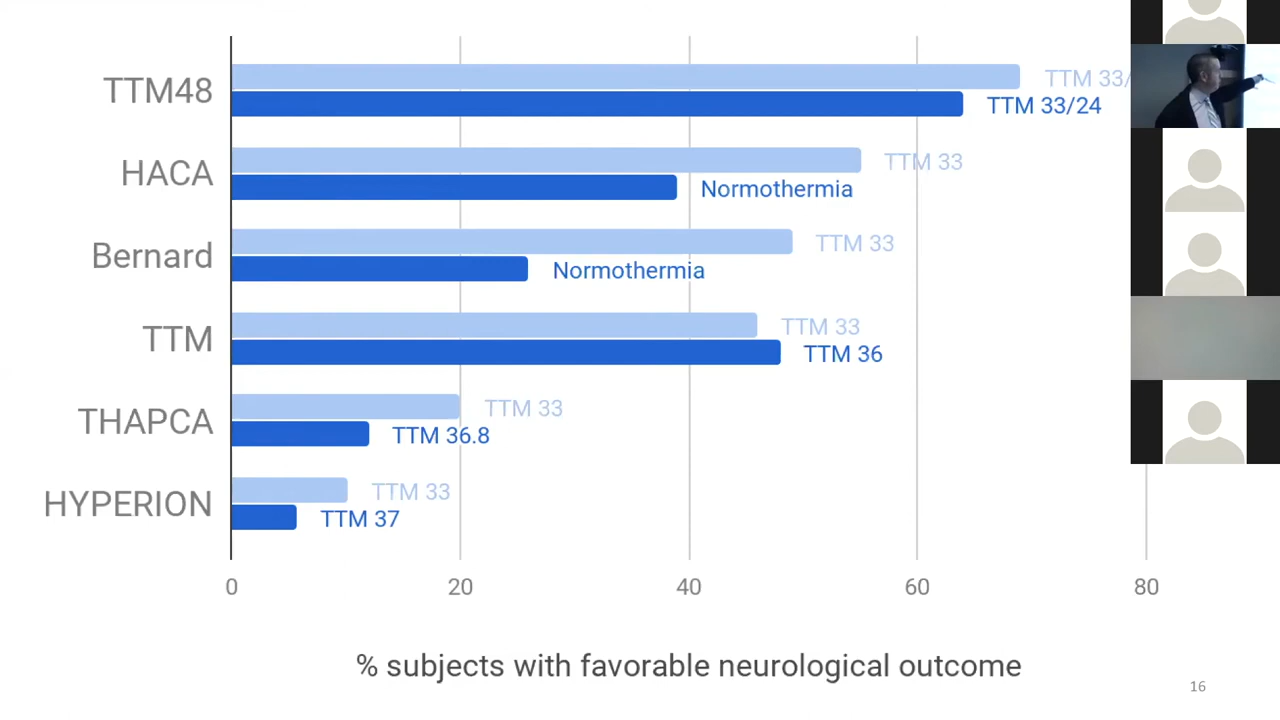 TTM48
TTM 33/
TTM 33/24
HACA
TTM 33
Normothermia
Bernard
TTM 33
Normothermia
TTM
TTM 33
TTM 36
THAPCA
TTM 33
TTM 36.8
HYPERION
TTM 33
TTM 37
0 20 40 60 80
% subjects with favorable neurological outcome
16